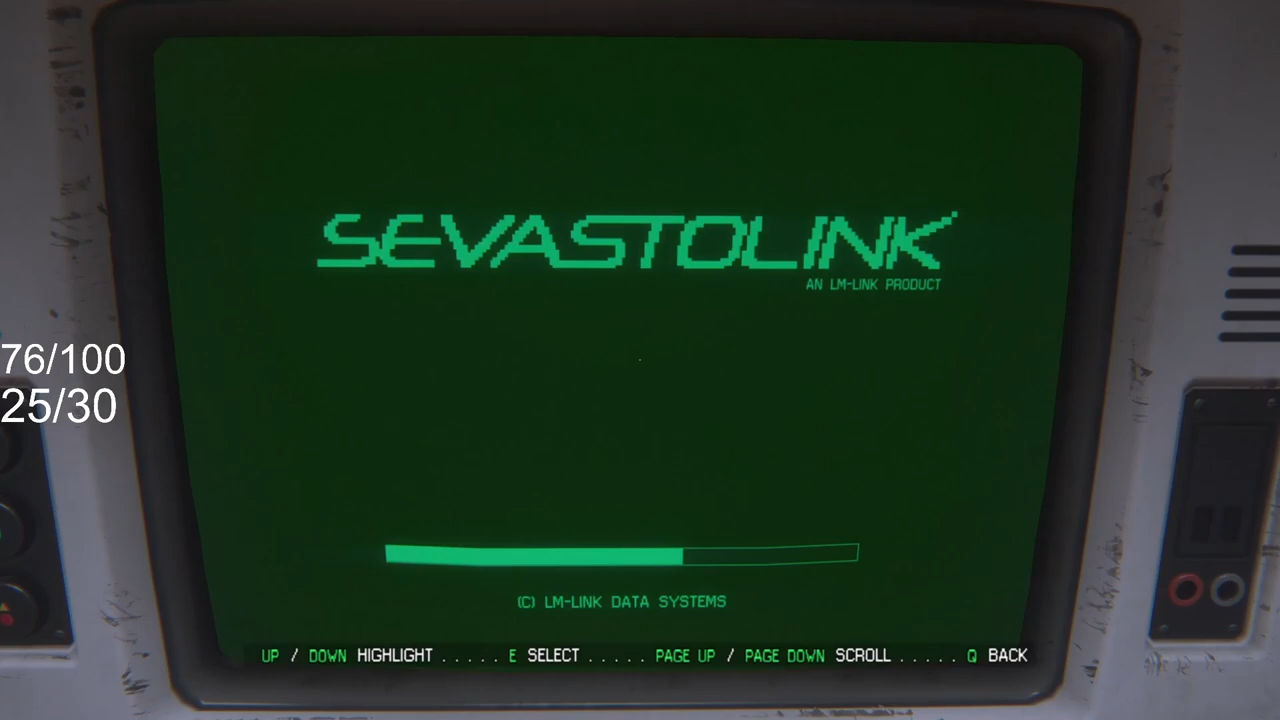 SEVASTOLINK
AN LM-LINK PRODUCT
76/100
25/30
(C) LM-LINK DATA SYSTEMS
UP / DOWN HIGHLIGHT ..... E SELECT ..... PAGE UP / PAGE DOWN SCROLL ..... Q BACK